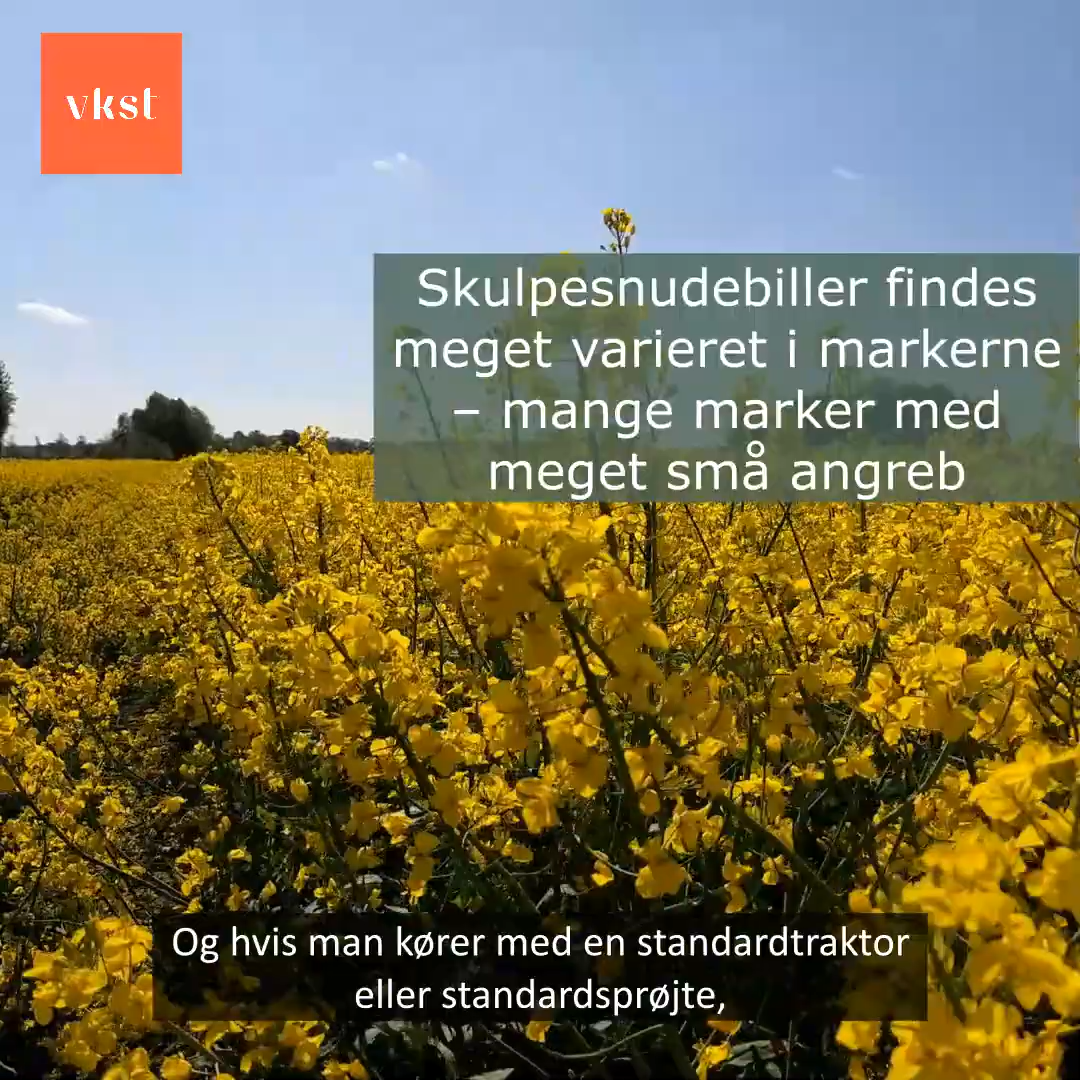 vkst
Skulpesnudebiller findes
meget varieret i markerne
– mange marker med
meget små angreb
Og hvis man kører med en standardtraktor
eller standardsprøjte,